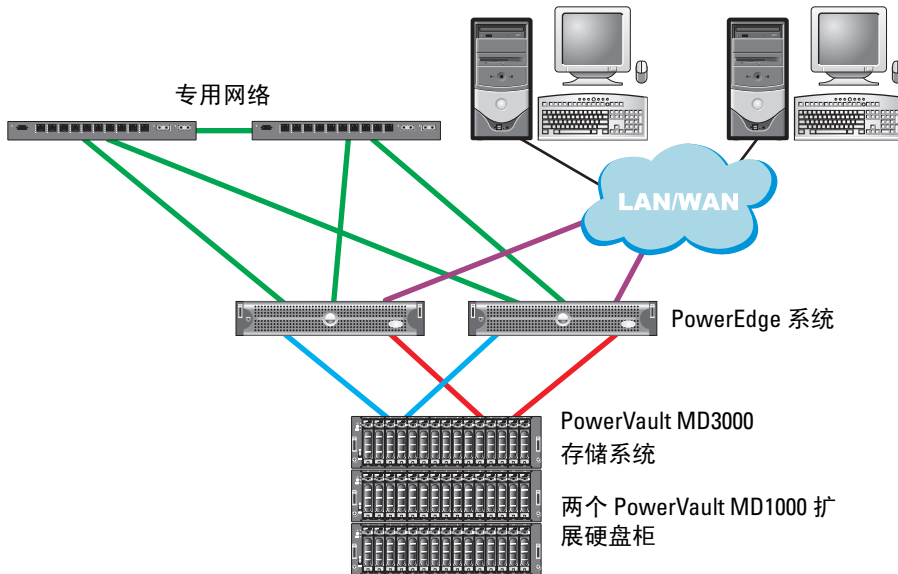 专用网络
LAN/WAN
PowerEdge 系统
PowerVault MD3000
存储系统
两个 PowerVault MD1000 扩
展硬盘柜